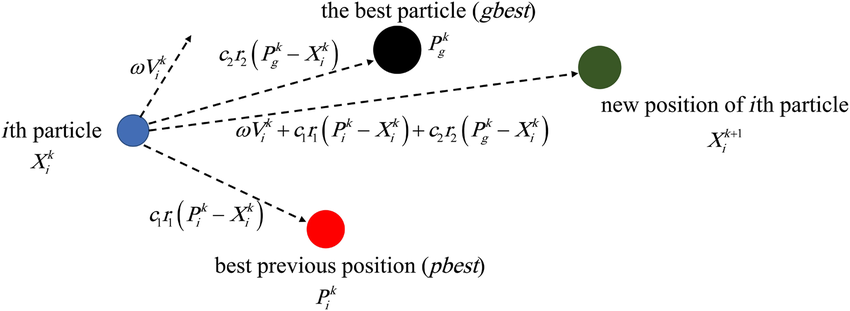 the best particle (gbest)
P_g^k
ωV_i^k
c_2r_2(P_g^k − X_i^k)
new position of ith particle
X_i^{k+1}
ith particle
X_i^k
ωV_i^k + c_1r_1(P_i^k − X_i^k) + c_2r_2(P_g^k − X_i^k)
c_1r_1(P_i^k − X_i^k)
best previous position (pbest)
P_i^k